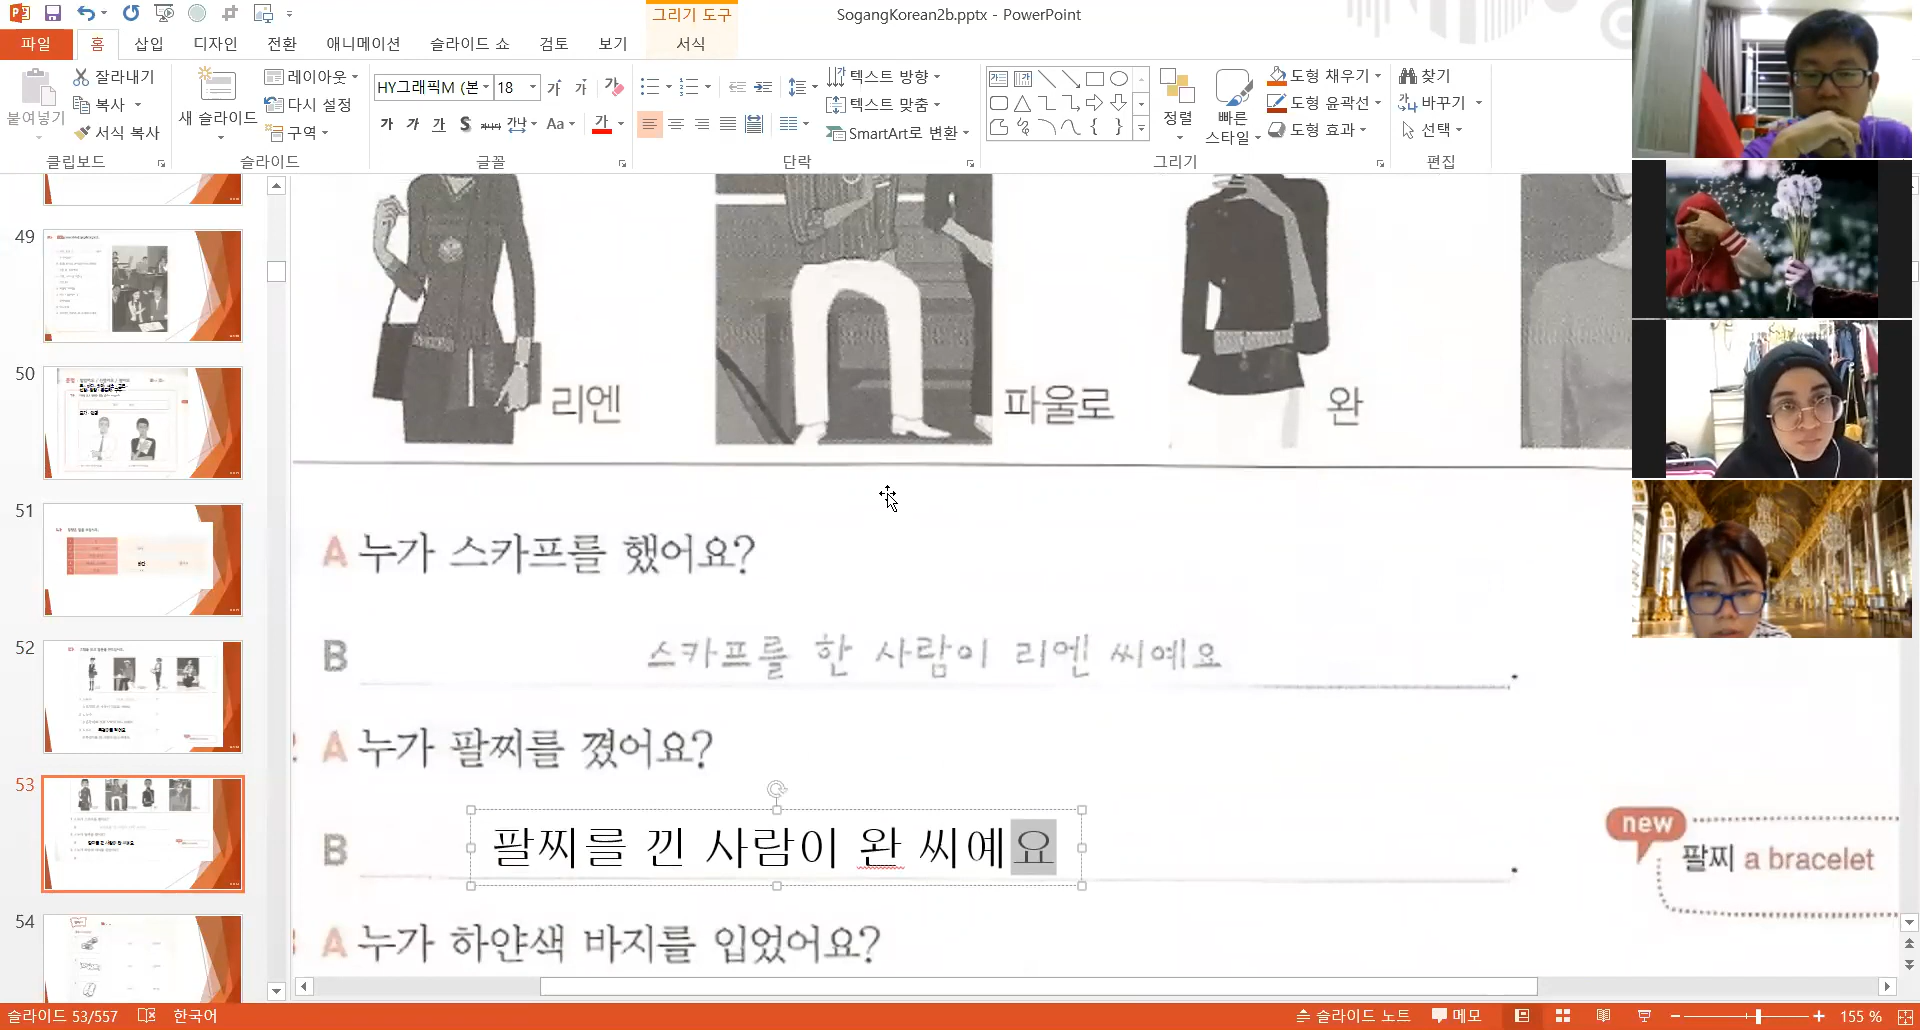 SogangKorean2b.pptx - PowerPoint
그리기 도구
파일 홈 삽입 디자인 전환 애니메이션 슬라이드 쇼 검토 보기 서식
붙여넣기
잘라내기
복사
서식 복사
클립보드
새 슬라이드
레이아웃
다시 설정
구역
슬라이드
HY그래픽M (본 18
가 가 가 S 가나다 간 Aa 가
글꼴
텍스트 방향
텍스트 맞춤
SmartArt로 변환
단락
정렬
빠른 스타일
도형 채우기
도형 윤곽선
도형 효과
그리기
찾기
바꾸기
선택
편집
49
50
51
52
53
54
리엔
파울로
완
A 누가 스카프를 했어요?
B 스카프를 한 사람이 리엔 씨예요.
A 누가 팔찌를 꼈어요?
B 팔찌를 낀 사람이 완 씨예요.
new
팔찌 a bracelet
A 누가 하얀색 바지를 입었어요?
슬라이드 53/557 한국어 슬라이드 노트 메모 155 %